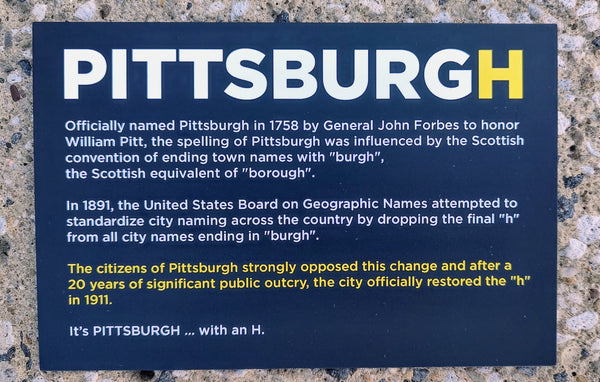 PITTSBURGH
Officially named Pittsburgh in 1758 by General John Forbes to honor
William Pitt, the spelling of Pittsburgh was influenced by the Scottish
convention of ending town names with "burgh",
the Scottish equivalent of "borough".
In 1891, the United States Board on Geographic Names attempted to
standardize city naming across the country by dropping the final "h"
from all city names ending in "burgh".
The citizens of Pittsburgh strongly opposed this change and after a
20 years of significant public outcry, the city officially restored the "h"
in 1911.
It's PITTSBURGH ... with an H.